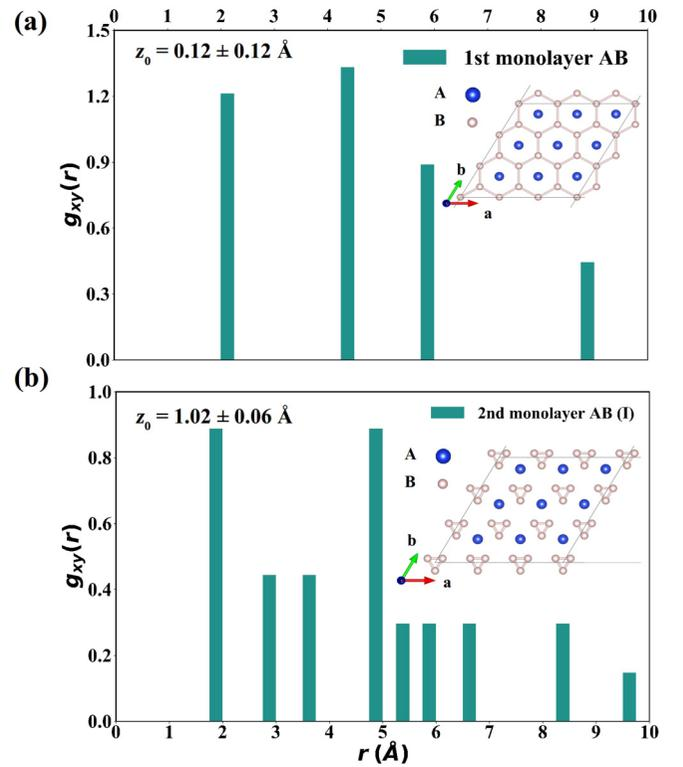 (a)
0 1 2 3 4 5 6 7 8 9 10
1.5
z₀ = 0.12 ± 0.12 Å
1st monolayer AB
A
B
b
a
1.2
0.9
0.6
0.3
0.0
g_xy(r)
(b)
1.0
z₀ = 1.02 ± 0.06 Å
2nd monolayer AB (I)
A
B
b
a
0.8
0.6
0.4
0.2
0.0
g_xy(r)
0 1 2 3 4 5 6 7 8 9 10
r (Å)